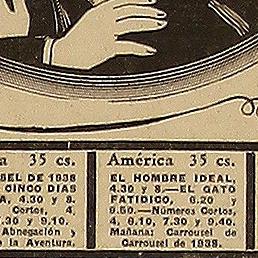 a 35 cs.
SEL DE 1938
CINCO DIAS
A, 4.30 y 8.
Cortos, 4,
7.30 y 9.10.
Abnegación y
la Aventura.
América 35 cs.
EL HOMBRE IDEAL,
4.30 y 8.—EL GATO
FATIDICO, 6.20 y
9.50.—Números Cortos,
4, 6.10, 7.30 y 9.40.
Mañana: Carrousel de
Carrousel de 1938.